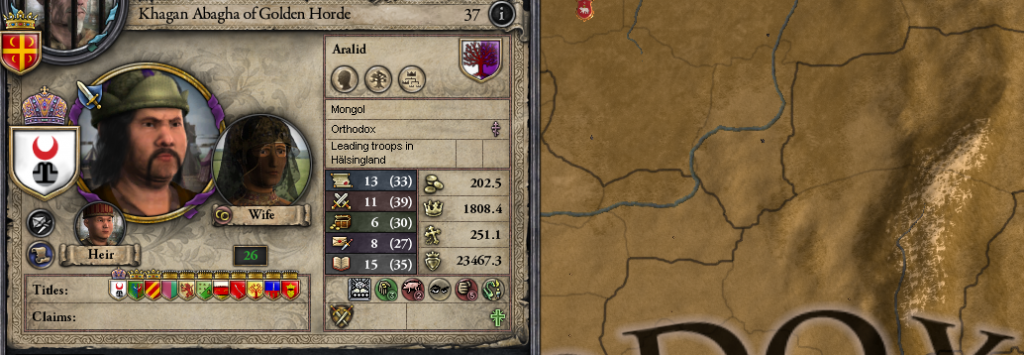 Khagan Abagha of Golden Horde
37
Aralid
Mongol
Orthodox
Leading troops in
Hälsingland
13 (33)
202.5
11 (39)
1808.4
6 (30)
251.1
8 (27)
23467.3
15 (35)
Wife
Heir
26
Titles:
Claims: